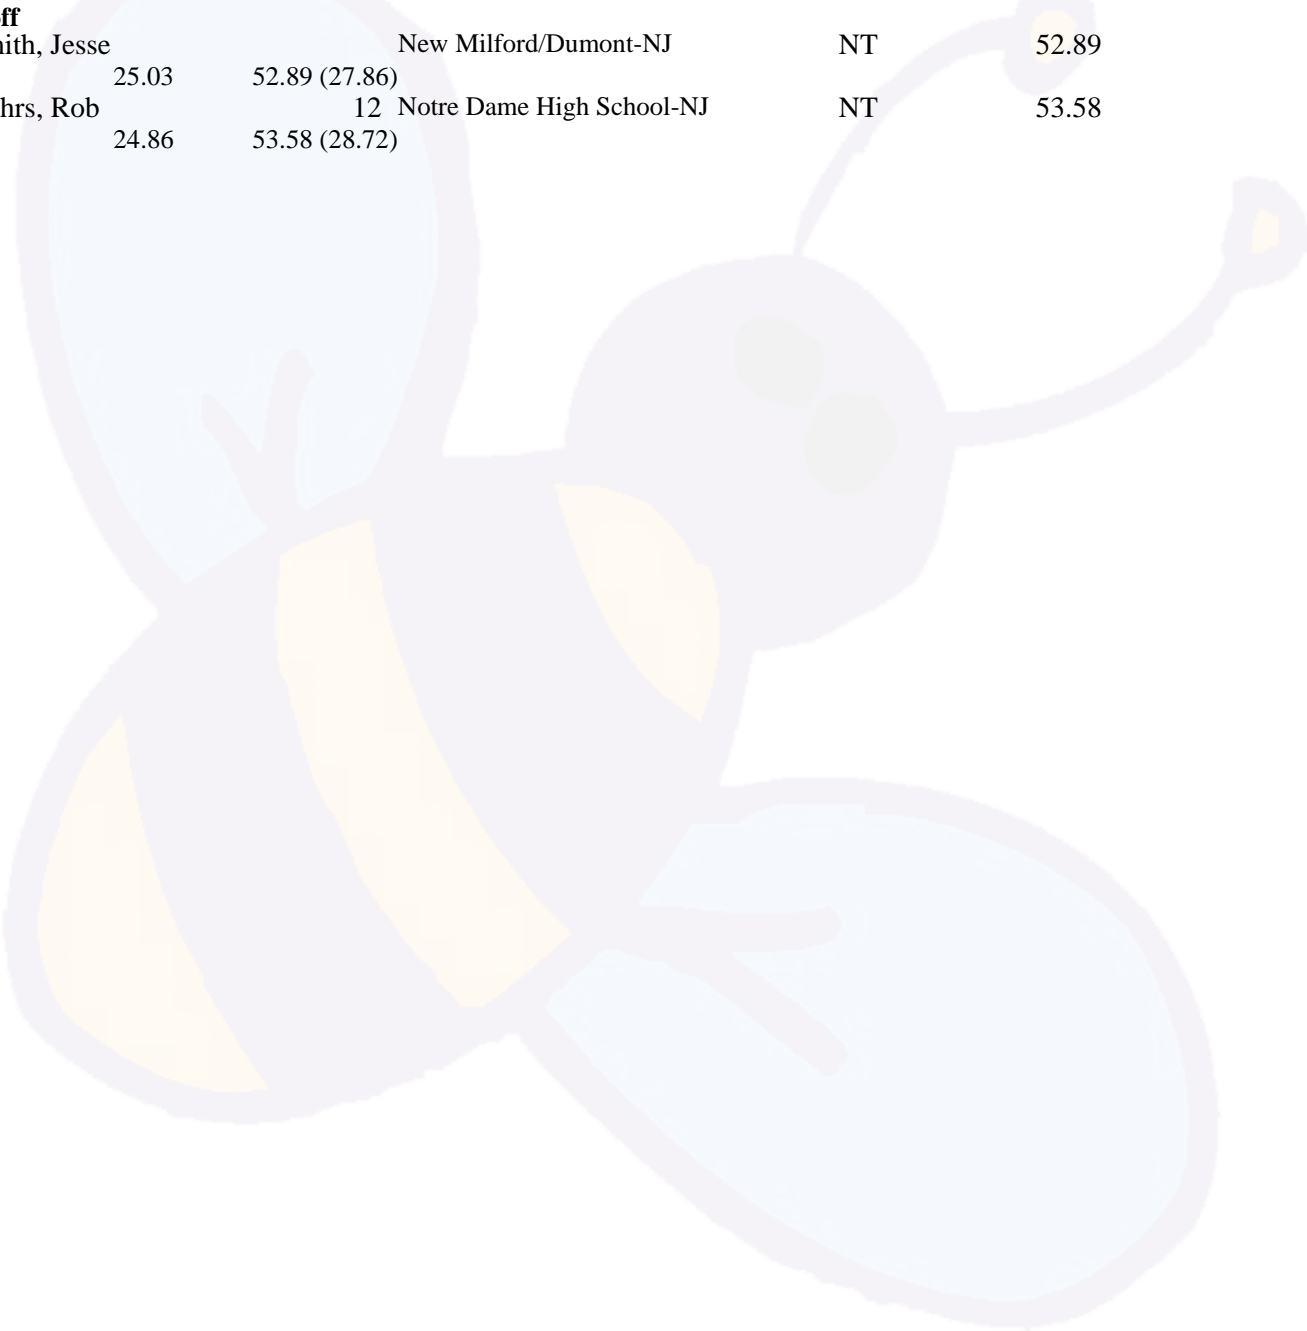 ff
ith, Jesse New Milford/Dumont-NJ NT 52.89
25.03 52.89 (27.86)
hrs, Rob 12 Notre Dame High School-NJ NT 53.58
24.86 53.58 (28.72)